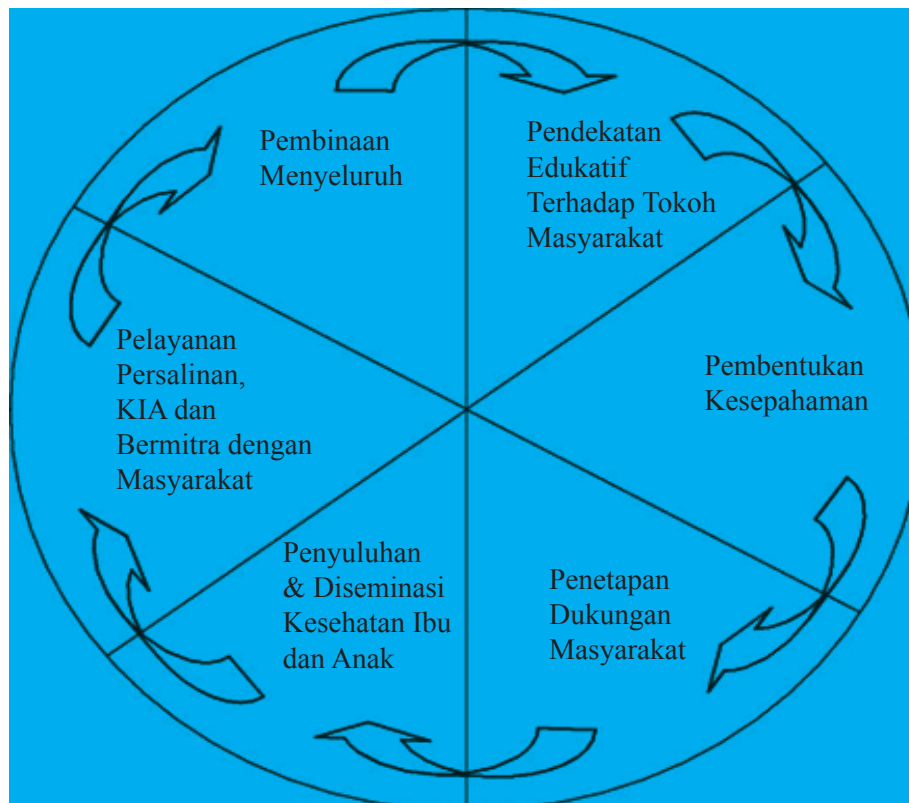 Pembinaan
Menyeluruh
Pendekatan
Edukatif
Terhadap Tokoh
Masyarakat
Pembentukan
Kesepahaman
Penetapan
Dukungan
Masyarakat
Penyuluhan
& Diseminasi
Kesehatan Ibu
dan Anak
Pelayanan
Persalinan,
KIA dan
Bermitra dengan
Masyarakat